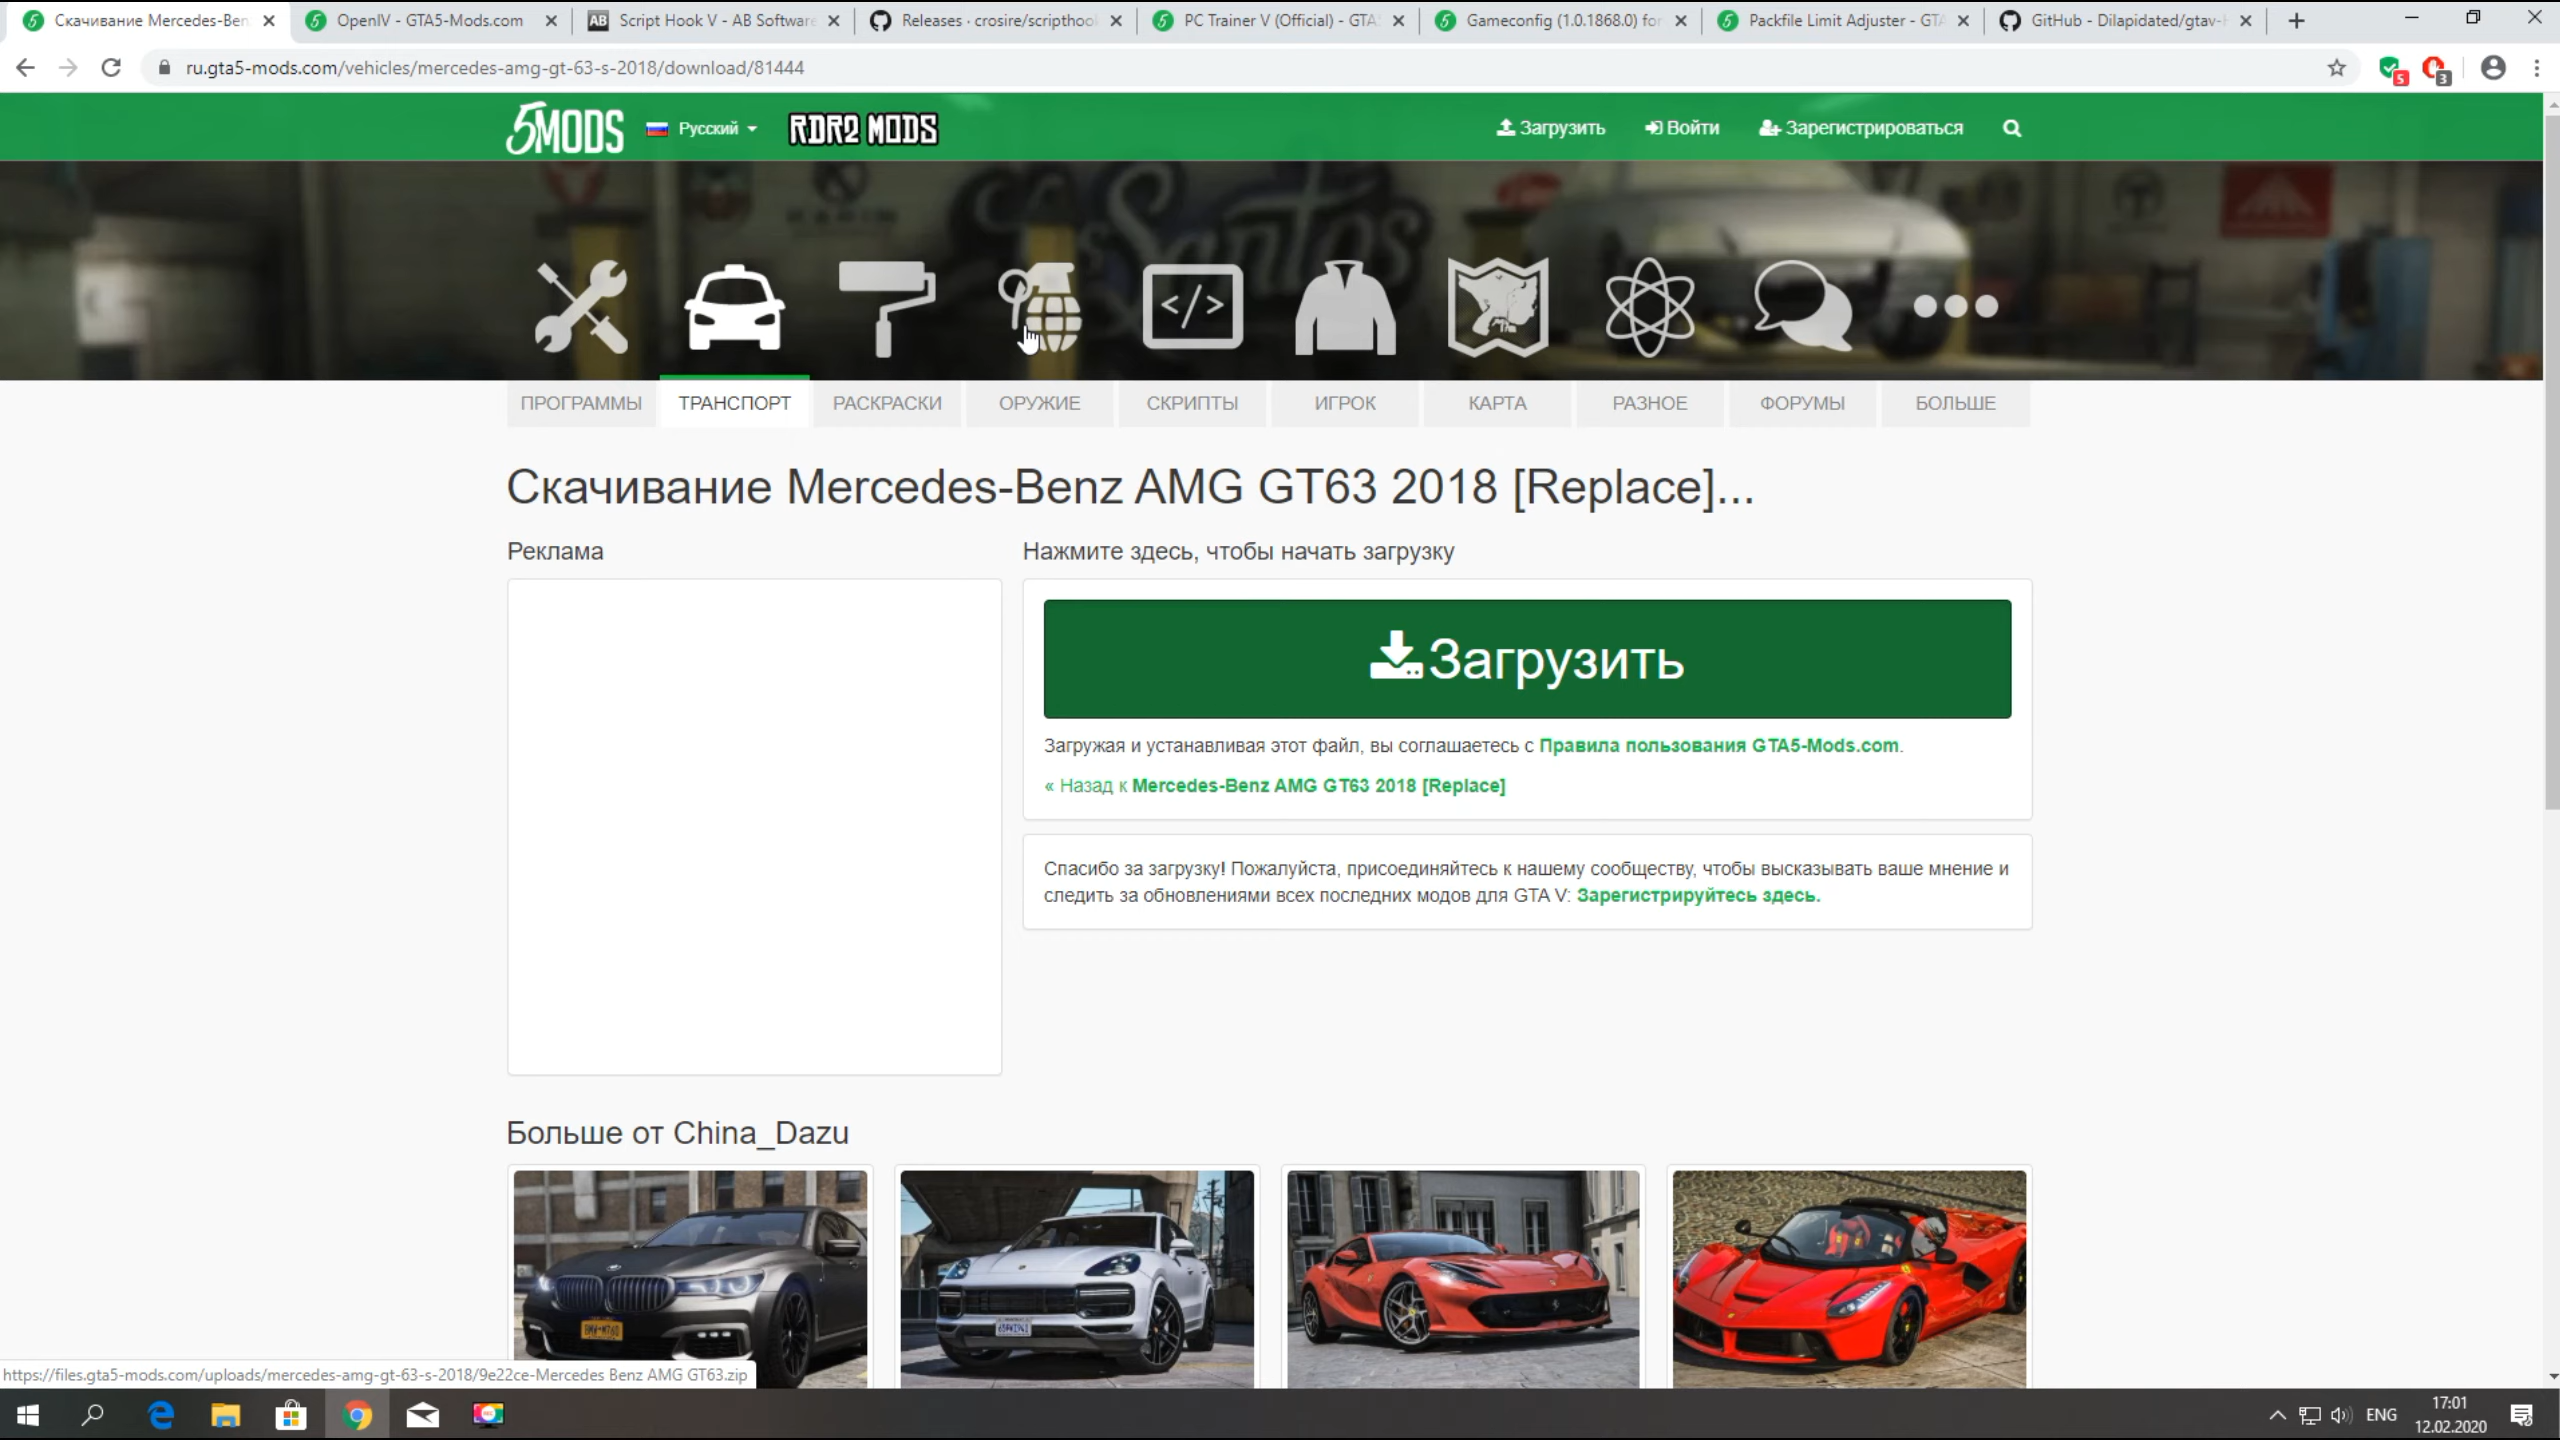 Скачивание Mercedes-Ben
OpenIV - GTA5-Mods.com
AB
Script Hook V - AB Software
Releases · crosire/scripthoo
PC Trainer V (Official) - GTA
Gameconfig (1.0.1868.0) for
Packfile Limit Adjuster - GTA
GitHub - Dilapidated/gtav-
ru.gta5-mods.com/vehicles/mercedes-amg-gt-63-s-2018/download/81444
5
3
5MODS
Русский
RDR2 MODS
Загрузить
Войти
Зарегистрироваться
Los Santos
</>
ПРОГРАММЫ
ТРАНСПОРТ
РАСКРАСКИ
ОРУЖИЕ
СКРИПТЫ
ИГРОК
КАРТА
РАЗНОЕ
ФОРУМЫ
БОЛЬШЕ
Скачивание Mercedes-Benz AMG GT63 2018 [Replace]...
Реклама
Нажмите здесь, чтобы начать загрузку
Загрузить
Загружая и устанавливая этот файл, вы соглашаетесь с Правила пользования GTA5-Mods.com.
« Назад к Mercedes-Benz AMG GT63 2018 [Replace]
Спасибо за загрузку! Пожалуйста, присоединяйтесь к нашему сообществу, чтобы высказывать ваше мнение и
следить за обновлениями всех последних модов для GTA V: Зарегистрируйтесь здесь.
Больше от China_Dazu
https://files.gta5-mods.com/uploads/mercedes-amg-gt-63-s-2018/9e22ce-Mercedes Benz AMG GT63.zip
ENG
17:01
12.02.2020